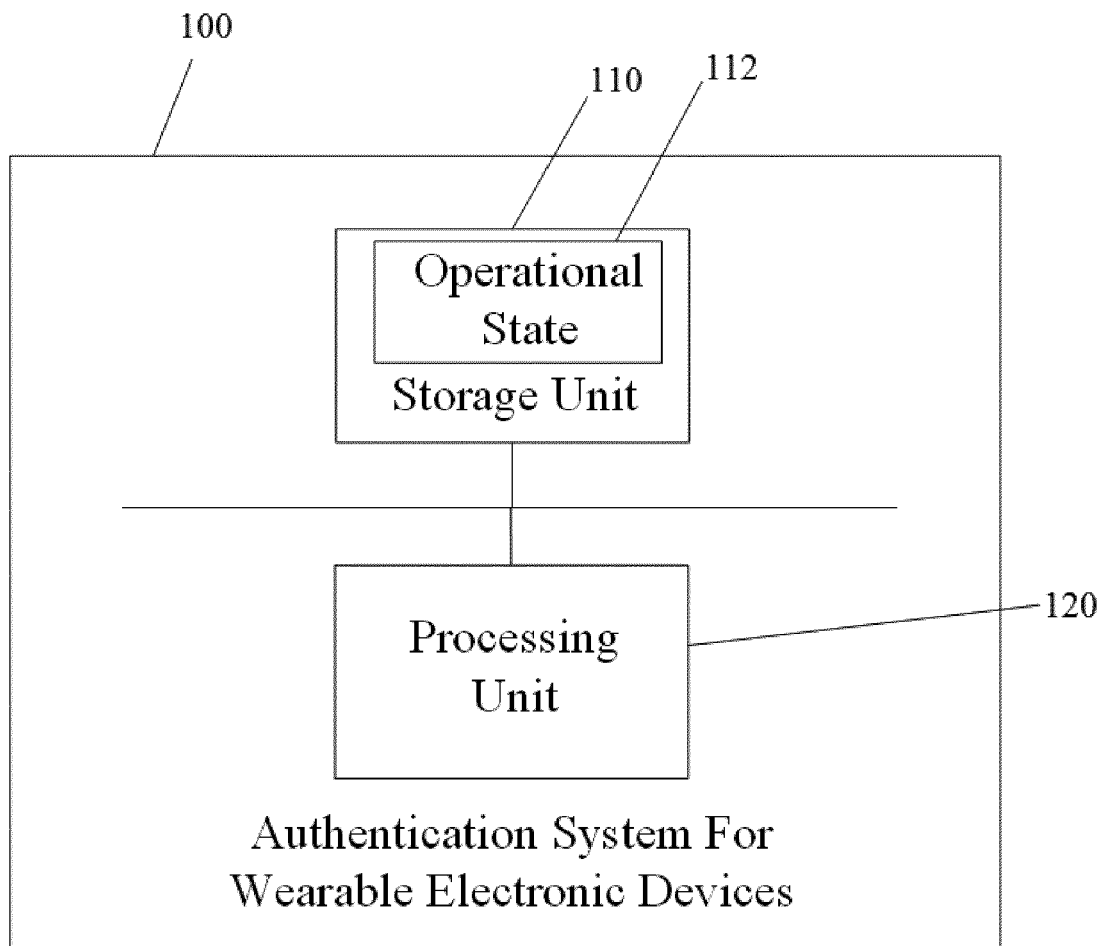 100
110
112
Operational
State
Storage Unit
Processing
Unit
120
Authentication System For
Wearable Electronic Devices